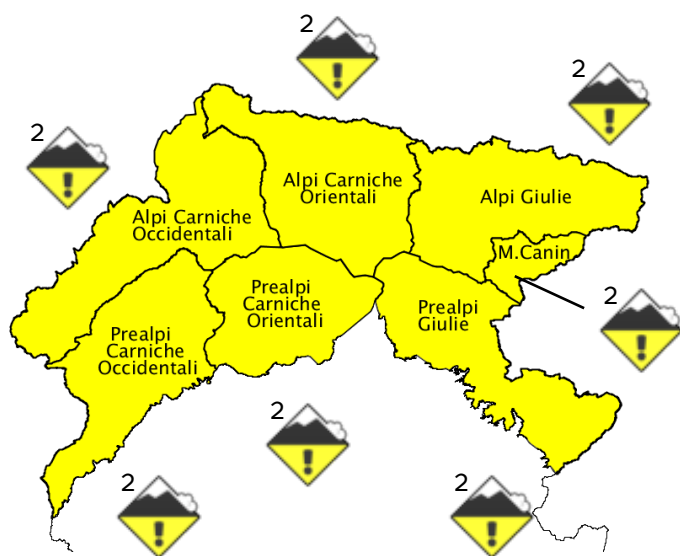 2
2
2
Alpi Carniche
Orientali
Alpi Giulie
Alpi Carniche
Occidentali
M.Canin
Prealpi
Carniche
Orientali
Prealpi
Giulie
2
Prealpi
Carniche
Occidentali
2
2
2